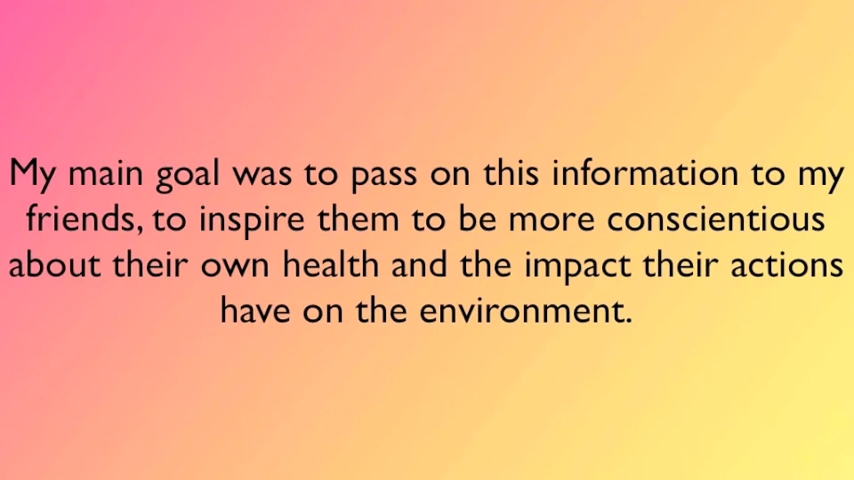 My main goal was to pass on this information to my
friends, to inspire them to be more conscientious
about their own health and the impact their actions
have on the environment.